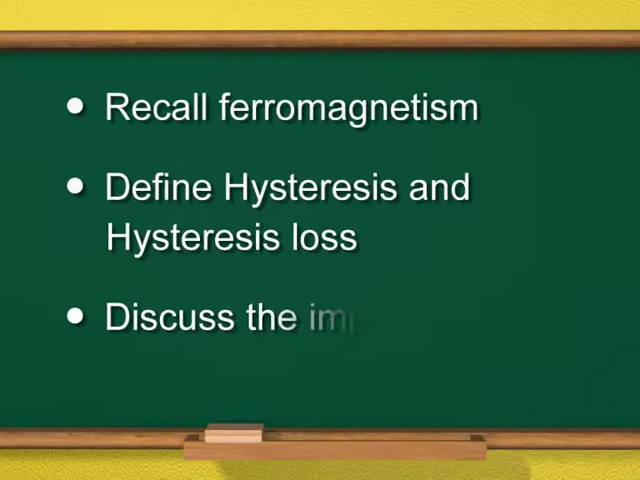 • Recall ferromagnetism
• Define Hysteresis and
Hysteresis loss
• Discuss the